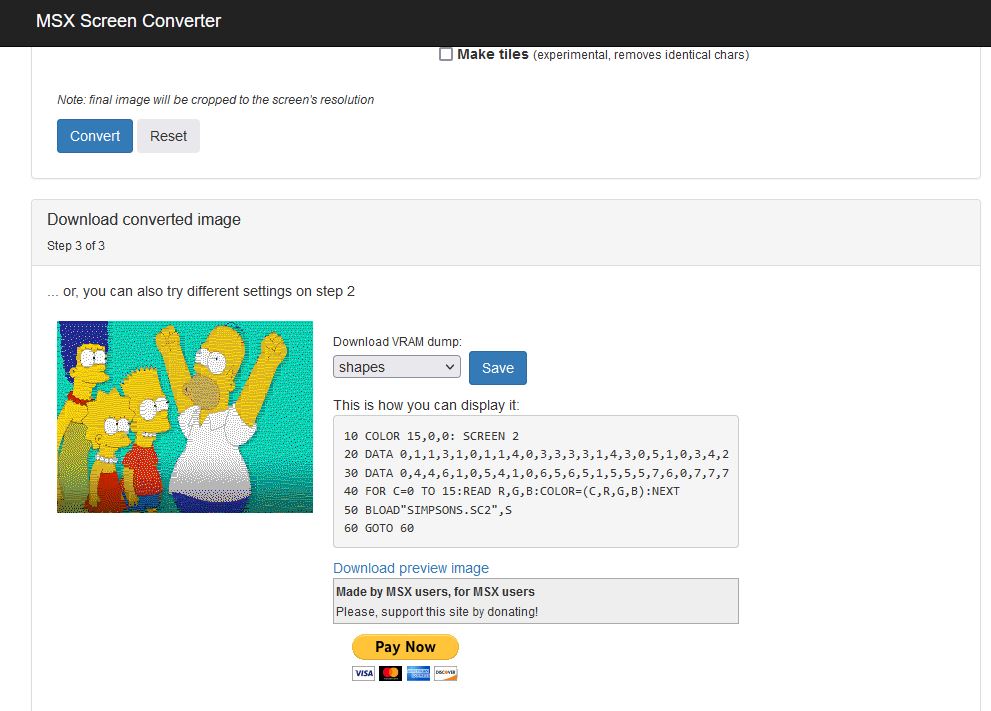 MSX Screen Converter
Make tiles (experimental, removes identical chars)
Note: final image will be cropped to the screen's resolution
Convert Reset
Download converted image
Step 3 of 3
... or, you can also try different settings on step 2
Download VRAM dump:
shapes Save
This is how you can display it:
10 COLOR 15,0,0: SCREEN 2
20 DATA 0,1,1,3,1,0,1,1,4,0,3,3,3,3,1,4,3,0,5,1,0,3,4,2
30 DATA 0,4,4,6,1,0,5,4,1,0,6,5,6,5,1,5,5,5,7,6,0,7,7,7
40 FOR C=0 TO 15:READ R,G,B:COLOR=(C,R,G,B):NEXT
50 BLOAD"SIMPSONS.SC2",S
60 GOTO 60
Download preview image
Made by MSX users, for MSX users
Please, support this site by donating!
Pay Now
VISA DISCOVER